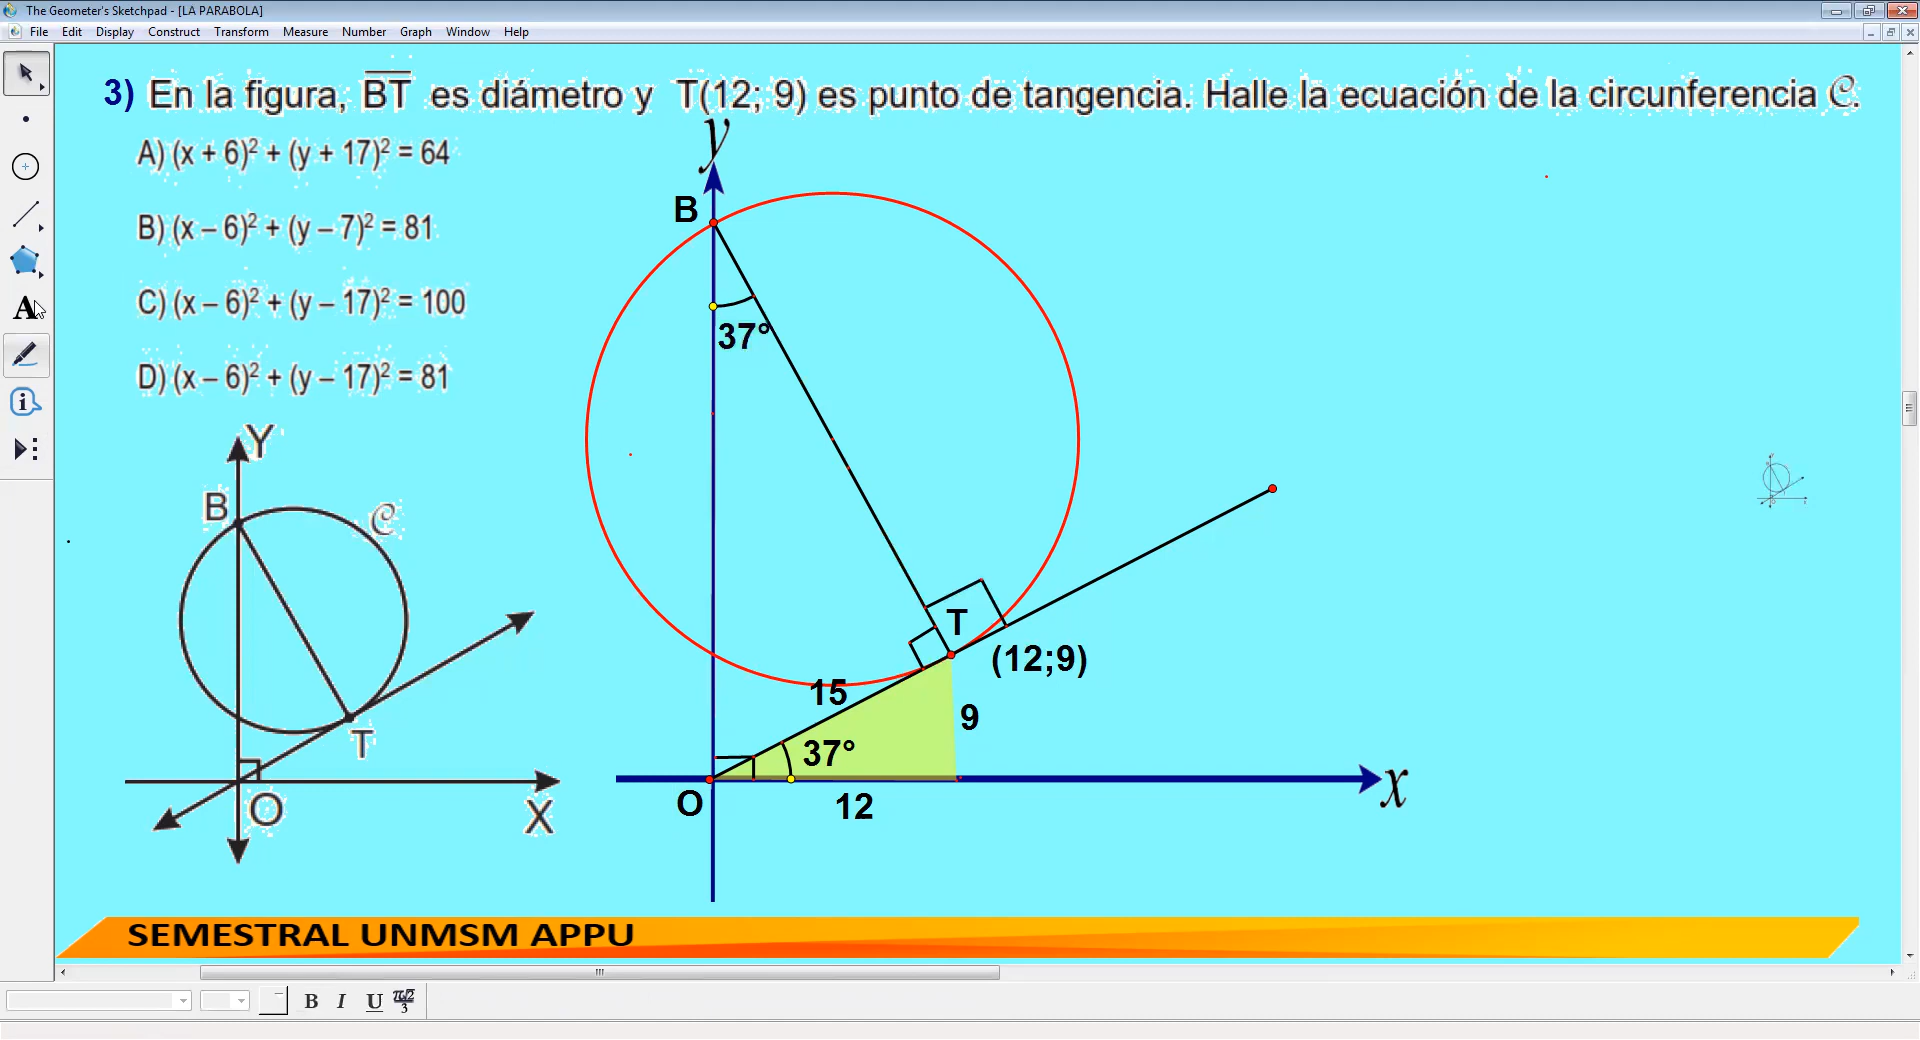 The Geometer's Sketchpad - [LA PARABOLA]
File Edit Display Construct Transform Measure Number Graph Window Help
3) En la figura, BT es diámetro y T(12; 9) es punto de tangencia. Halle la ecuación de la circunferencia C.
A) (x + 6)² + (y + 17)² = 64
B) (x – 6)² + (y – 7)² = 81
C) (x – 6)² + (y – 17)² = 100
D) (x – 6)² + (y – 17)² = 81
y
B
37°
T
(12;9)
15
9
37°
O
12
x
Y
B
C
T
O
X
A
SEMESTRAL UNMSM APPU
B I U